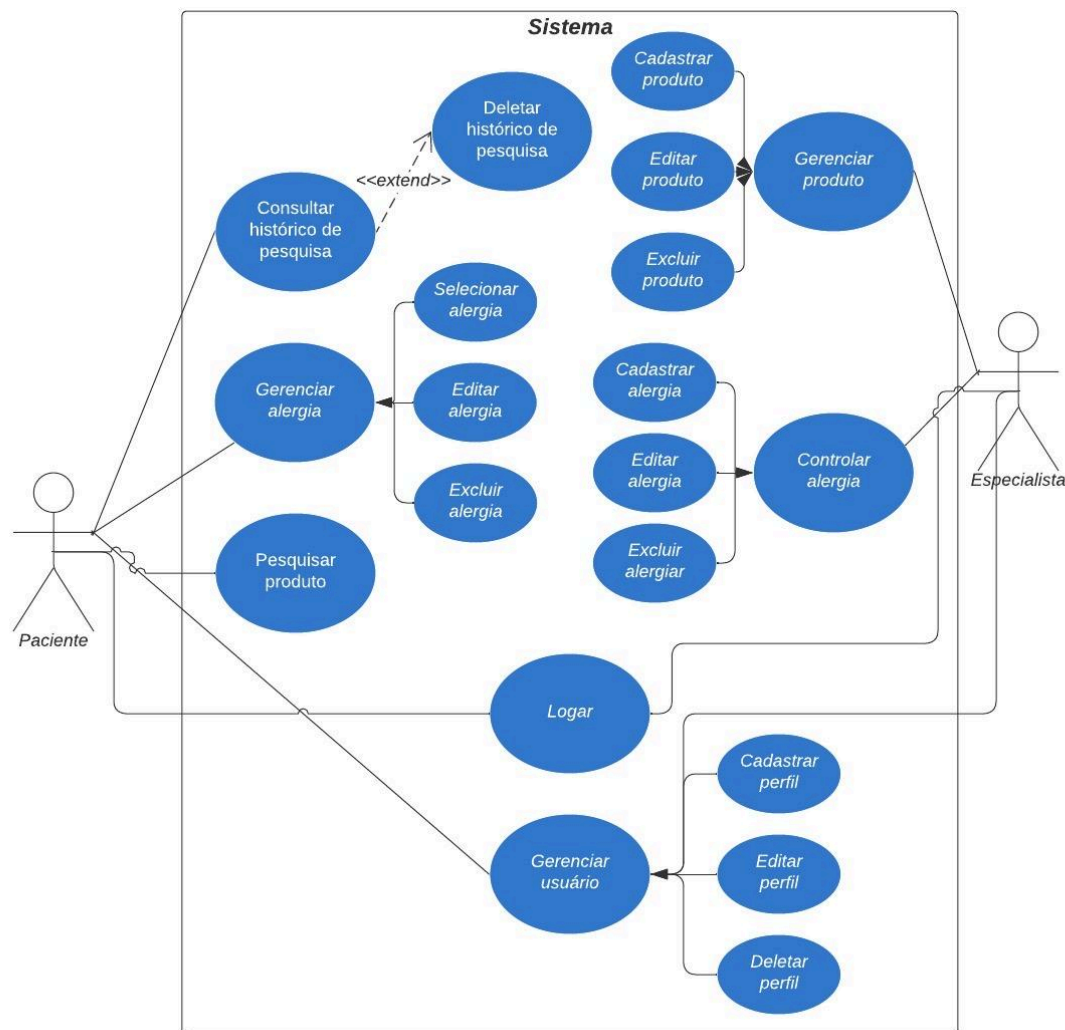 Sistema
Cadastrar
produto
Deletar
histórico de
pesquisa
Editar
produto
Gerenciar
produto
<<extend>>
Consultar
histórico de
pesquisa
Excluir
produto
Selecionar
alergia
Gerenciar
alergia
Editar
alergia
Excluir
alergia
Cadastrar
alergia
Editar
alergia
Controlar
alergia
Excluir
alergiar
Especialista
Pesquisar
produto
Paciente
Logar
Cadastrar
perfil
Gerenciar
usuário
Editar
perfil
Deletar
perfil